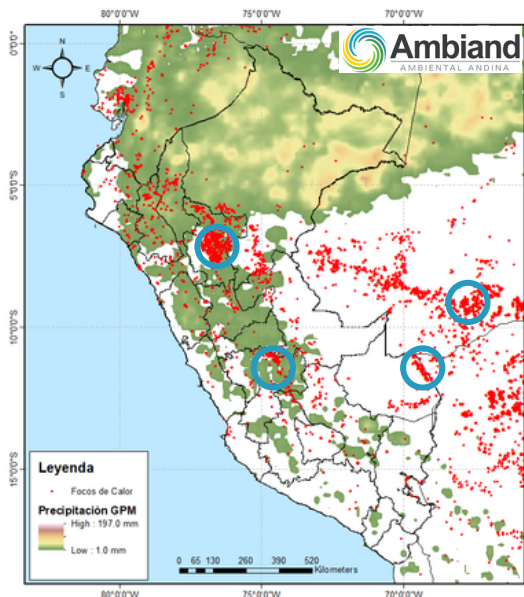 80°0'0"W 75°0'0"W 70°0'0"W
Ambiand
AMBIENTAL ANDINA
N
W E
S
0°0'0"
5°0'0"S
10°0'0"S
15°0'0"S
Leyenda
Focos de Calor
Precipitación GPM
High : 197.0 mm
Low : 1.0 mm
0 65 130 260 390 520
Kilometers
80°0'0"W 75°0'0"W 70°0'0"W